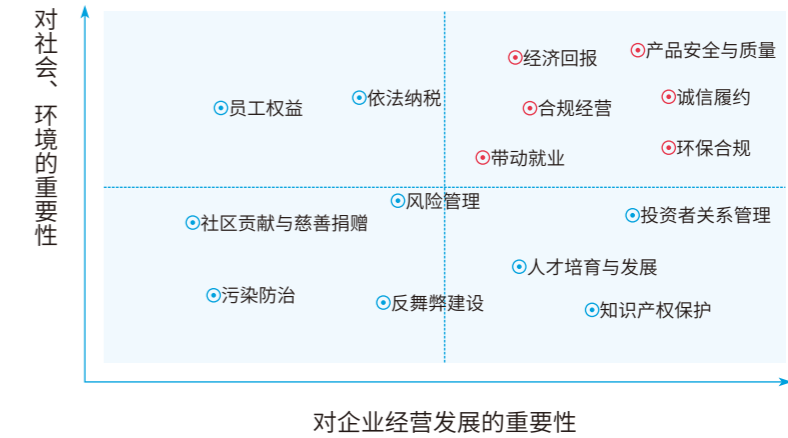 对社会、环境的重要性
经济回报
产品安全与质量
员工权益
依法纳税
合规经营
诚信履约
带动就业
环保合规
风险管理
社区贡献与慈善捐赠
投资者关系管理
人才培育与发展
污染防治
反舞弊建设
知识产权保护
对企业经营发展的重要性